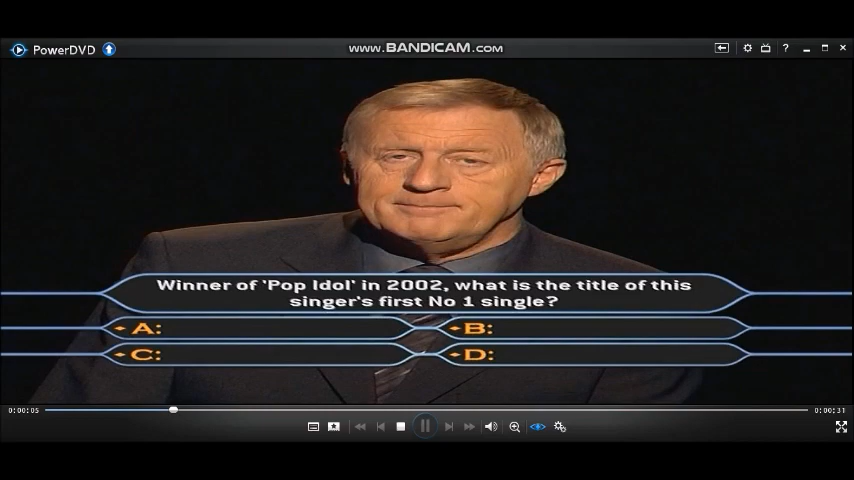 PowerDVD
www.BANDICAM.com
Winner of 'Pop Idol' in 2002, what is the title of this
singer's first No 1 single?
A:
B:
C:
D:
0:00:05
0:00:31